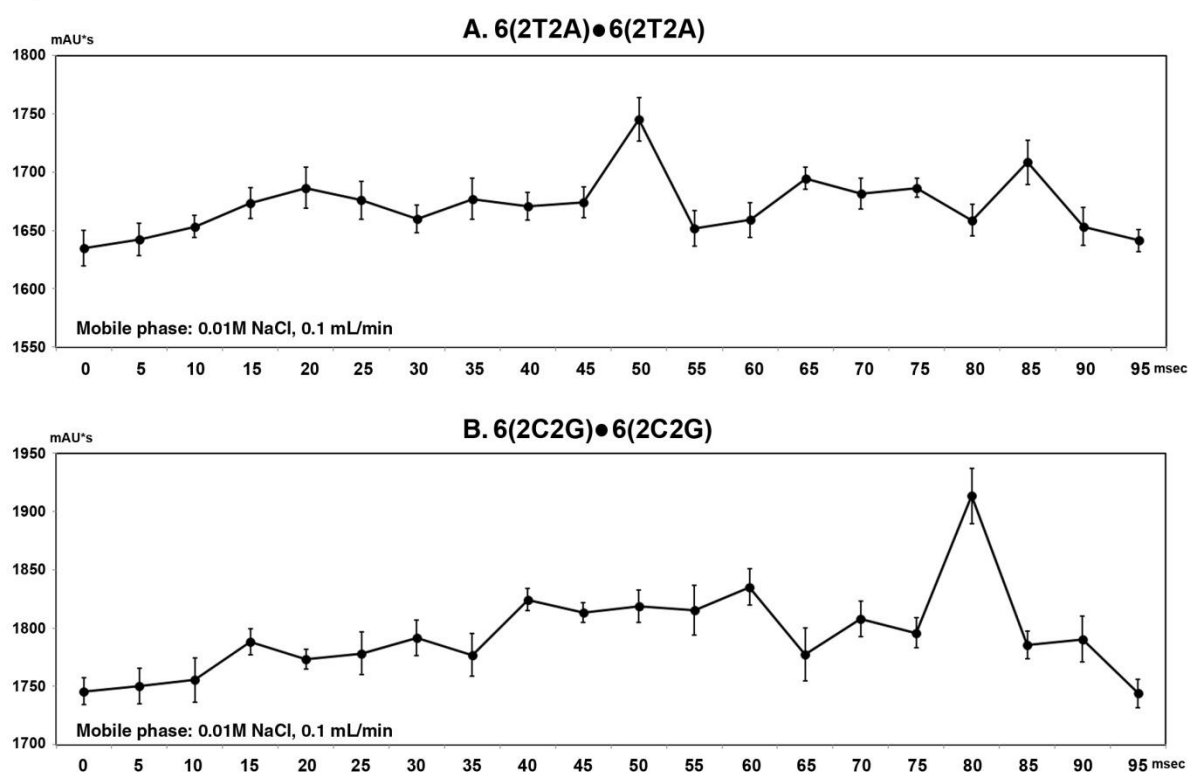 A. 6(2T2A)●6(2T2A)
mAU*s
1800
1750
1700
1650
1600
1550
Mobile phase: 0.01M NaCl, 0.1 mL/min
0 5 10 15 20 25 30 35 40 45 50 55 60 65 70 75 80 85 90 95 msec
B. 6(2C2G)●6(2C2G)
mAU*s
1950
1900
1850
1800
1750
1700
Mobile phase: 0.01M NaCl, 0.1 mL/min
0 5 10 15 20 25 30 35 40 45 50 55 60 65 70 75 80 85 90 95 msec